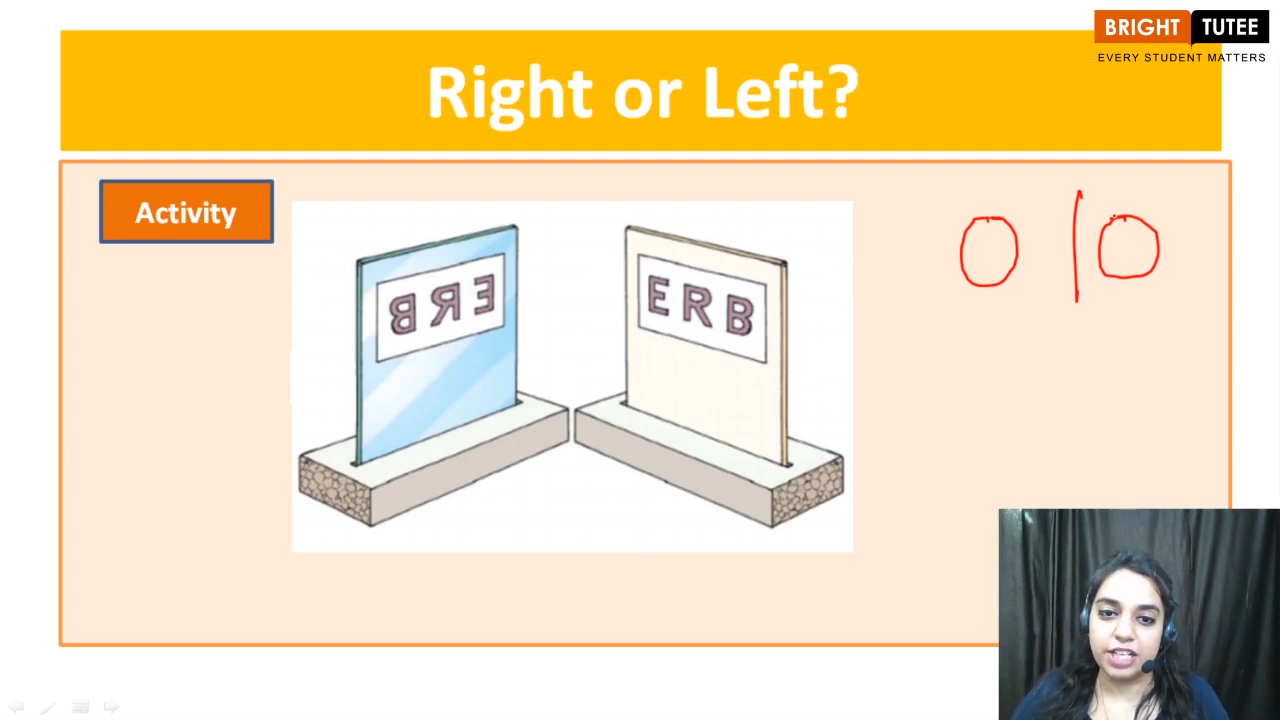 BRIGHT TUTEE
EVERY STUDENT MATTERS
Right or Left?
Activity
ERB
ERB
O | O